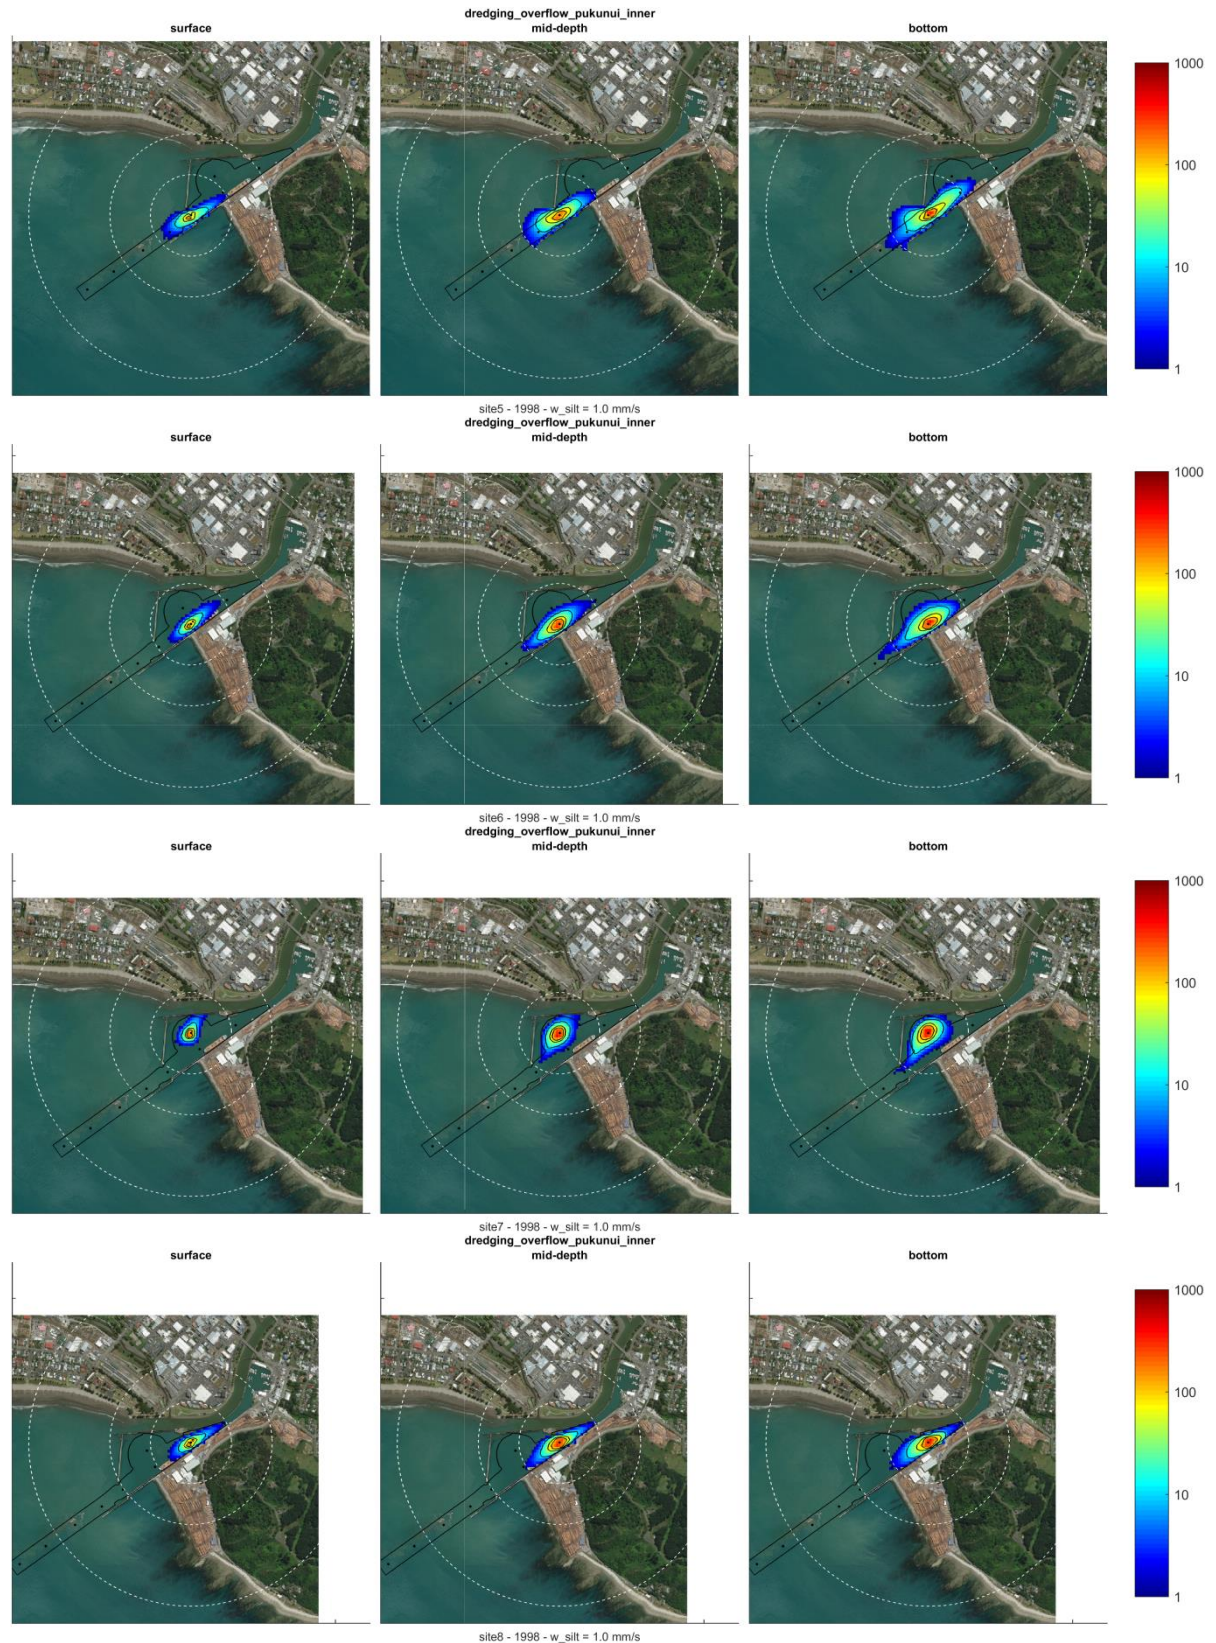 dredging_overflow_pukunui_inner
surface
mid-depth
bottom
1000
100
10
1
site5 - 1998 - w_silt = 1.0 mm/s
dredging_overflow_pukunui_inner
surface
mid-depth
bottom
1000
100
10
1
site6 - 1998 - w_silt = 1.0 mm/s
dredging_overflow_pukunui_inner
surface
mid-depth
bottom
1000
100
10
1
site7 - 1998 - w_silt = 1.0 mm/s
dredging_overflow_pukunui_inner
surface
mid-depth
bottom
1000
100
10
1
site8 - 1998 - w_silt = 1.0 mm/s